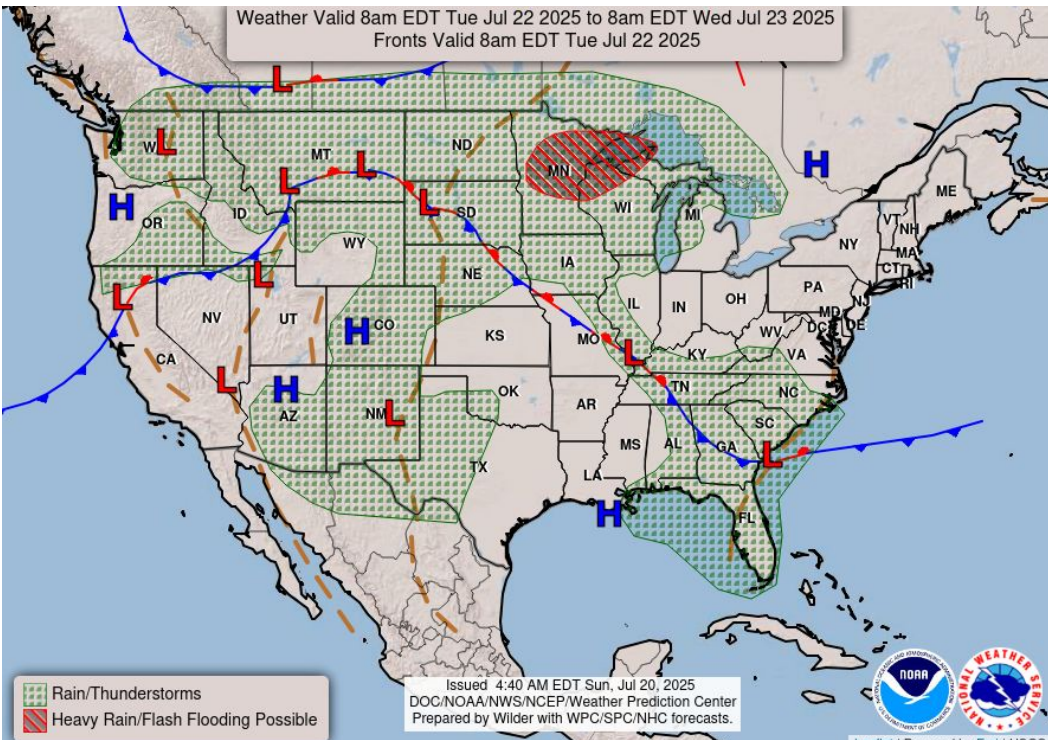 Weather Valid 8am EDT Tue Jul 22 2025 to 8am EDT Wed Jul 23 2025
Fronts Valid 8am EDT Tue Jul 22 2025
L
L
W
L
MT
L
ND
MN
H
L
H
OR
ID
L
SD
WI
MI
ME
VT
NH
WY
NY
MA
CT
RI
L
NE
IA
PA
NJ
L
IL
IN
OH
MD
DE
DC
NV
UT
H
CO
KS
MO
WV
L
KY
VA
CA
L
H
AZ
NM
L
OK
AR
TN
NC
SC
MS
AL
GA
L
TX
LA
H
FL
Rain/Thunderstorms
Heavy Rain/Flash Flooding Possible
Issued 4:40 AM EDT Sun, Jul 20, 2025
DOC/NOAA/NWS/NCEP/Weather Prediction Center
Prepared by Wilder with WPC/SPC/NHC forecasts.
NOAA
NATIONAL WEATHER SERVICE